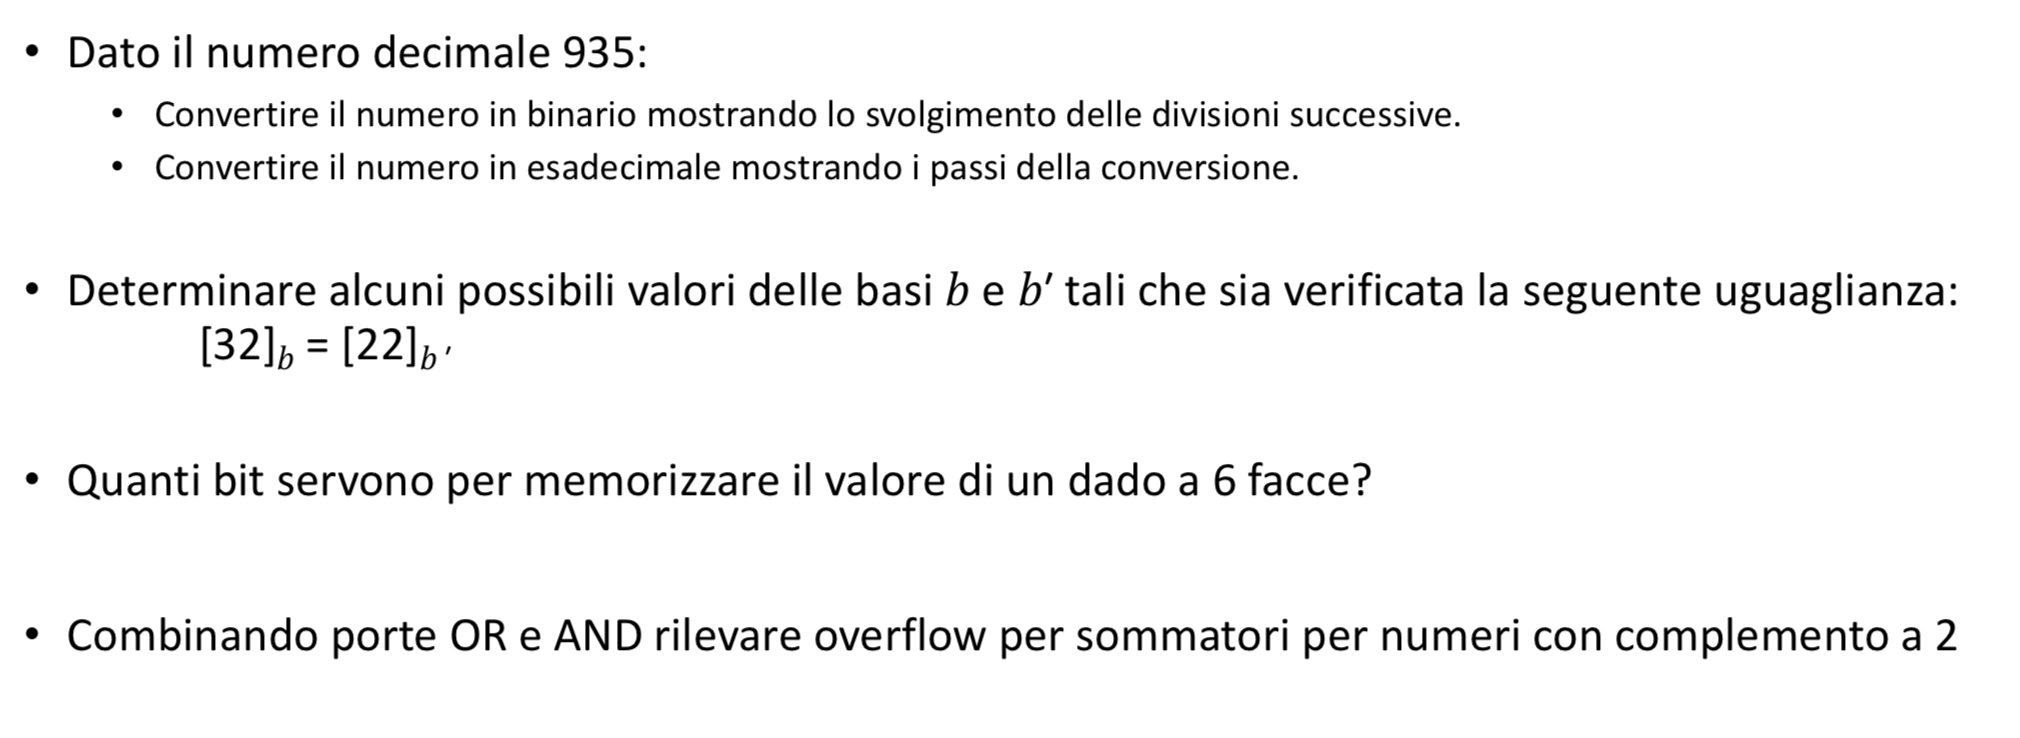 • Dato il numero decimale 935:
• Convertire il numero in binario mostrando lo svolgimento delle divisioni successive.
• Convertire il numero in esadecimale mostrando i passi della conversione.
• Determinare alcuni possibili valori delle basi b e b′ tali che sia verificata la seguente uguaglianza:
[32]b = [22]b′
• Quanti bit servono per memorizzare il valore di un dado a 6 facce?
• Combinando porte OR e AND rilevare overflow per sommatori per numeri con complemento a 2